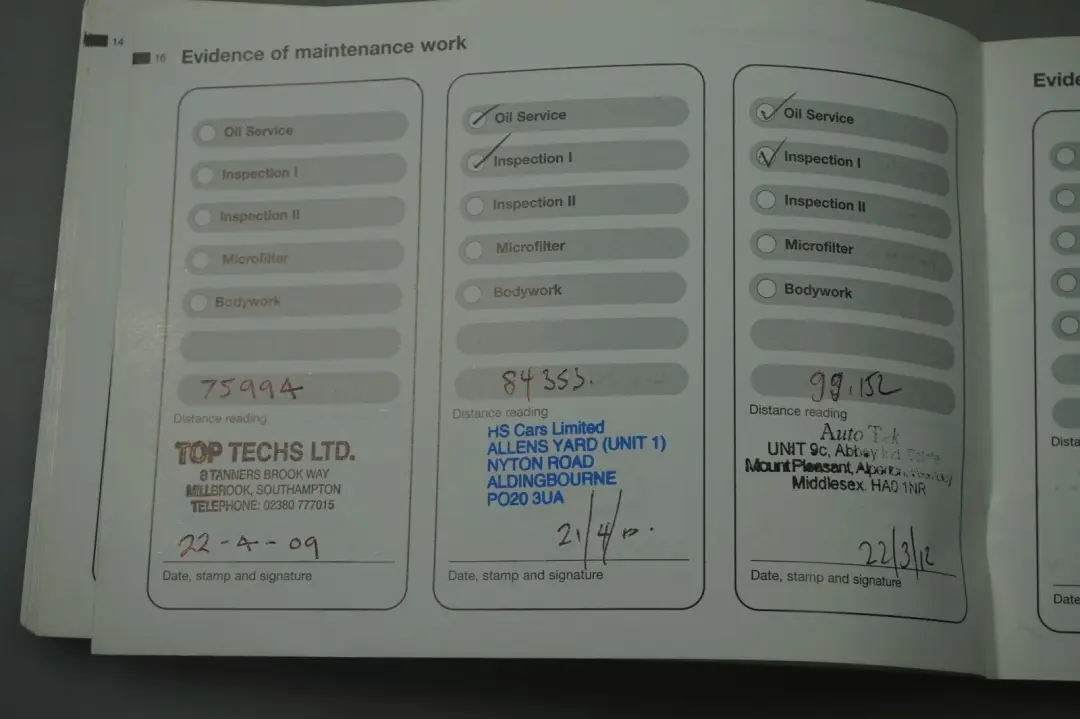 14
16 Evidence of maintenance work
Oil Service
Inspection I
Inspection II
Microfilter
Bodywork
75994
Distance reading
TOP TECHS LTD.
8 TANNERS BROOK WAY
MILLBROOK, SOUTHAMPTON
TELEPHONE: 02380 777015
22-4-09
Date, stamp and signature
Oil Service
Inspection I
Inspection II
Microfilter
Bodywork
84353.
Distance reading
HS Cars Limited
ALLENS YARD (UNIT 1)
NYTON ROAD
ALDINGBOURNE
PO20 3UA
21/4/10.
Date, stamp and signature
Oil Service
Inspection I
Inspection II
Microfilter
Bodywork
99.152
Distance reading
Auto Tek
UNIT 9c, Abbey
Mount Pleasant, Alperton,
Middlesex. HA0 1NR
22/3/12
Date, stamp and signature
Evide
Dista
Date